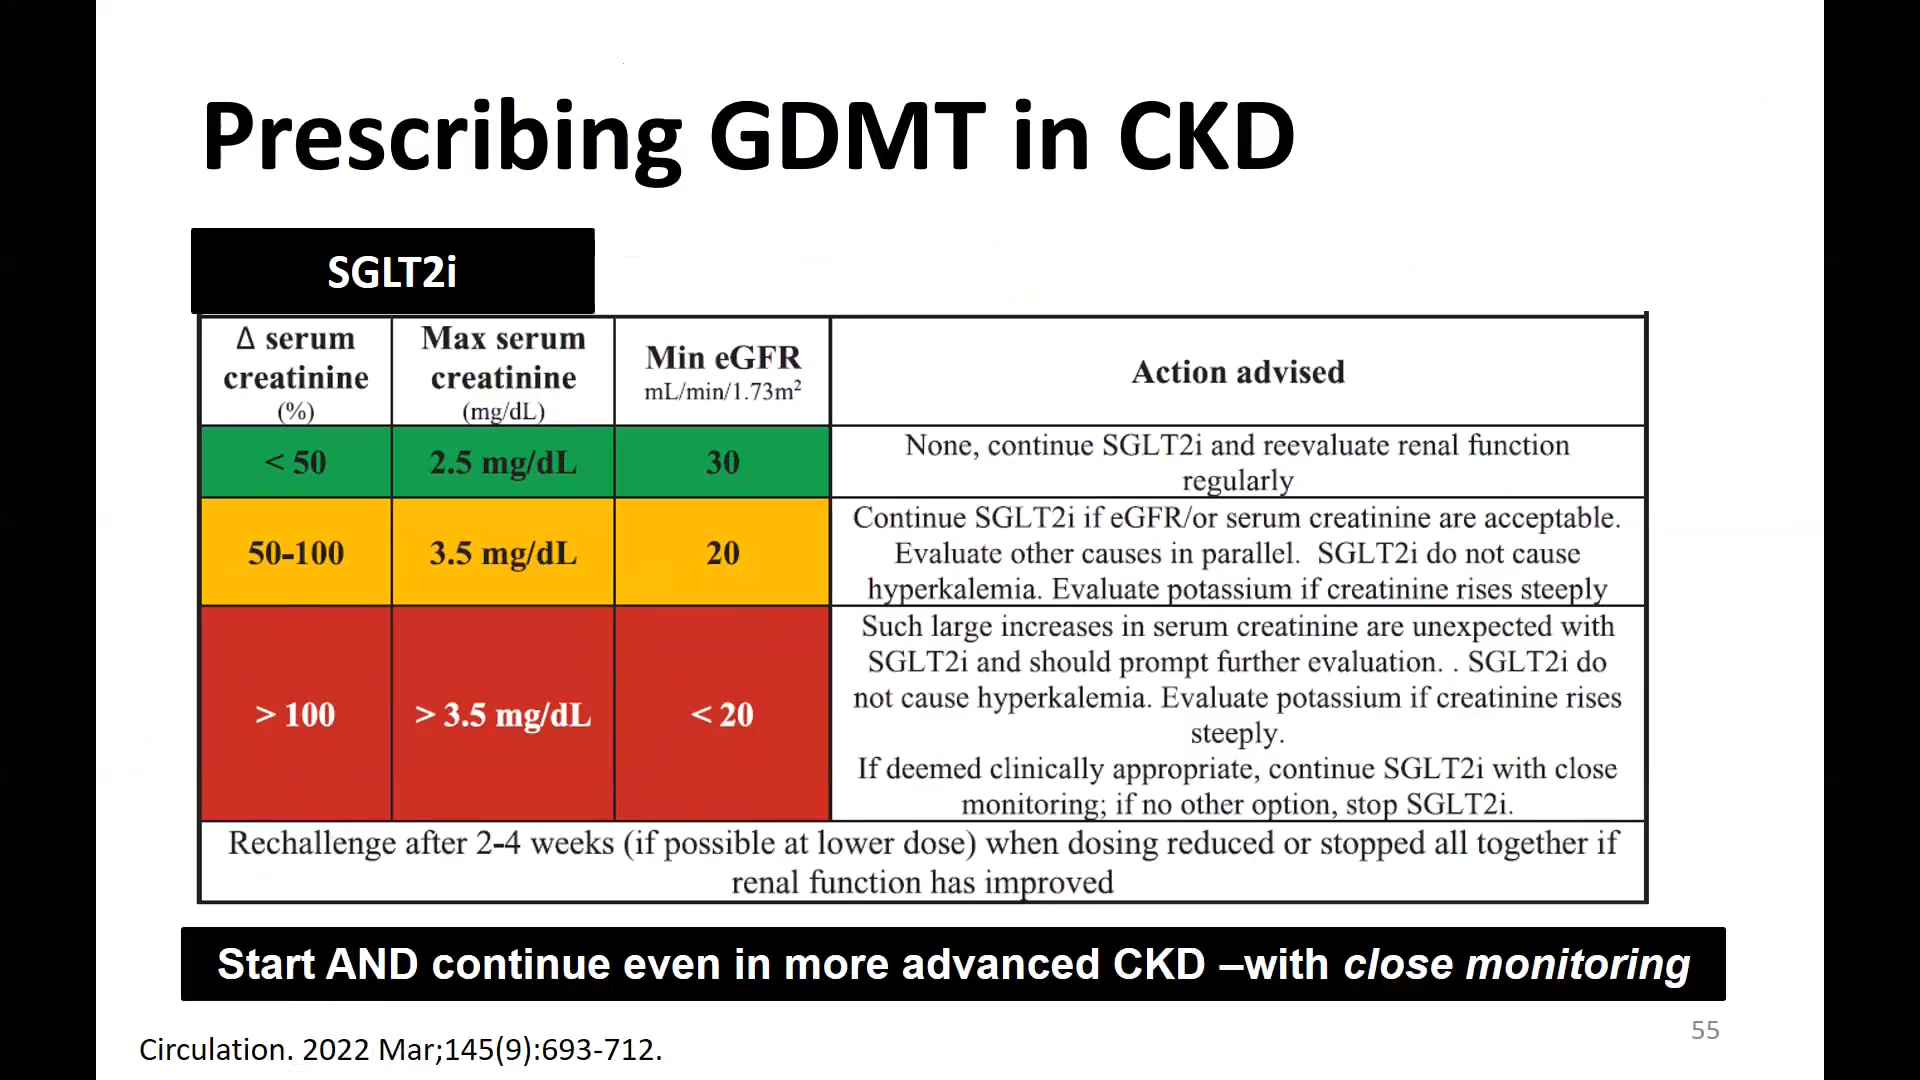 Prescribing GDMT in CKD
SGLT2i
Δ serum
creatinine
(%)
Max serum
creatinine
(mg/dL)
Min eGFR
mL/min/1.73m²
Action advised
< 50
2.5 mg/dL
30
None, continue SGLT2i and reevaluate renal function
regularly
50-100
3.5 mg/dL
20
Continue SGLT2i if eGFR/or serum creatinine are acceptable.
Evaluate other causes in parallel. SGLT2i do not cause
hyperkalemia. Evaluate potassium if creatinine rises steeply
> 100
> 3.5 mg/dL
< 20
Such large increases in serum creatinine are unexpected with
SGLT2i and should prompt further evaluation. . SGLT2i do
not cause hyperkalemia. Evaluate potassium if creatinine rises
steeply.
If deemed clinically appropriate, continue SGLT2i with close
monitoring; if no other option, stop SGLT2i.
Rechallenge after 2-4 weeks (if possible at lower dose) when dosing reduced or stopped all together if
renal function has improved
Start AND continue even in more advanced CKD –with close monitoring
55
Circulation. 2022 Mar;145(9):693-712.